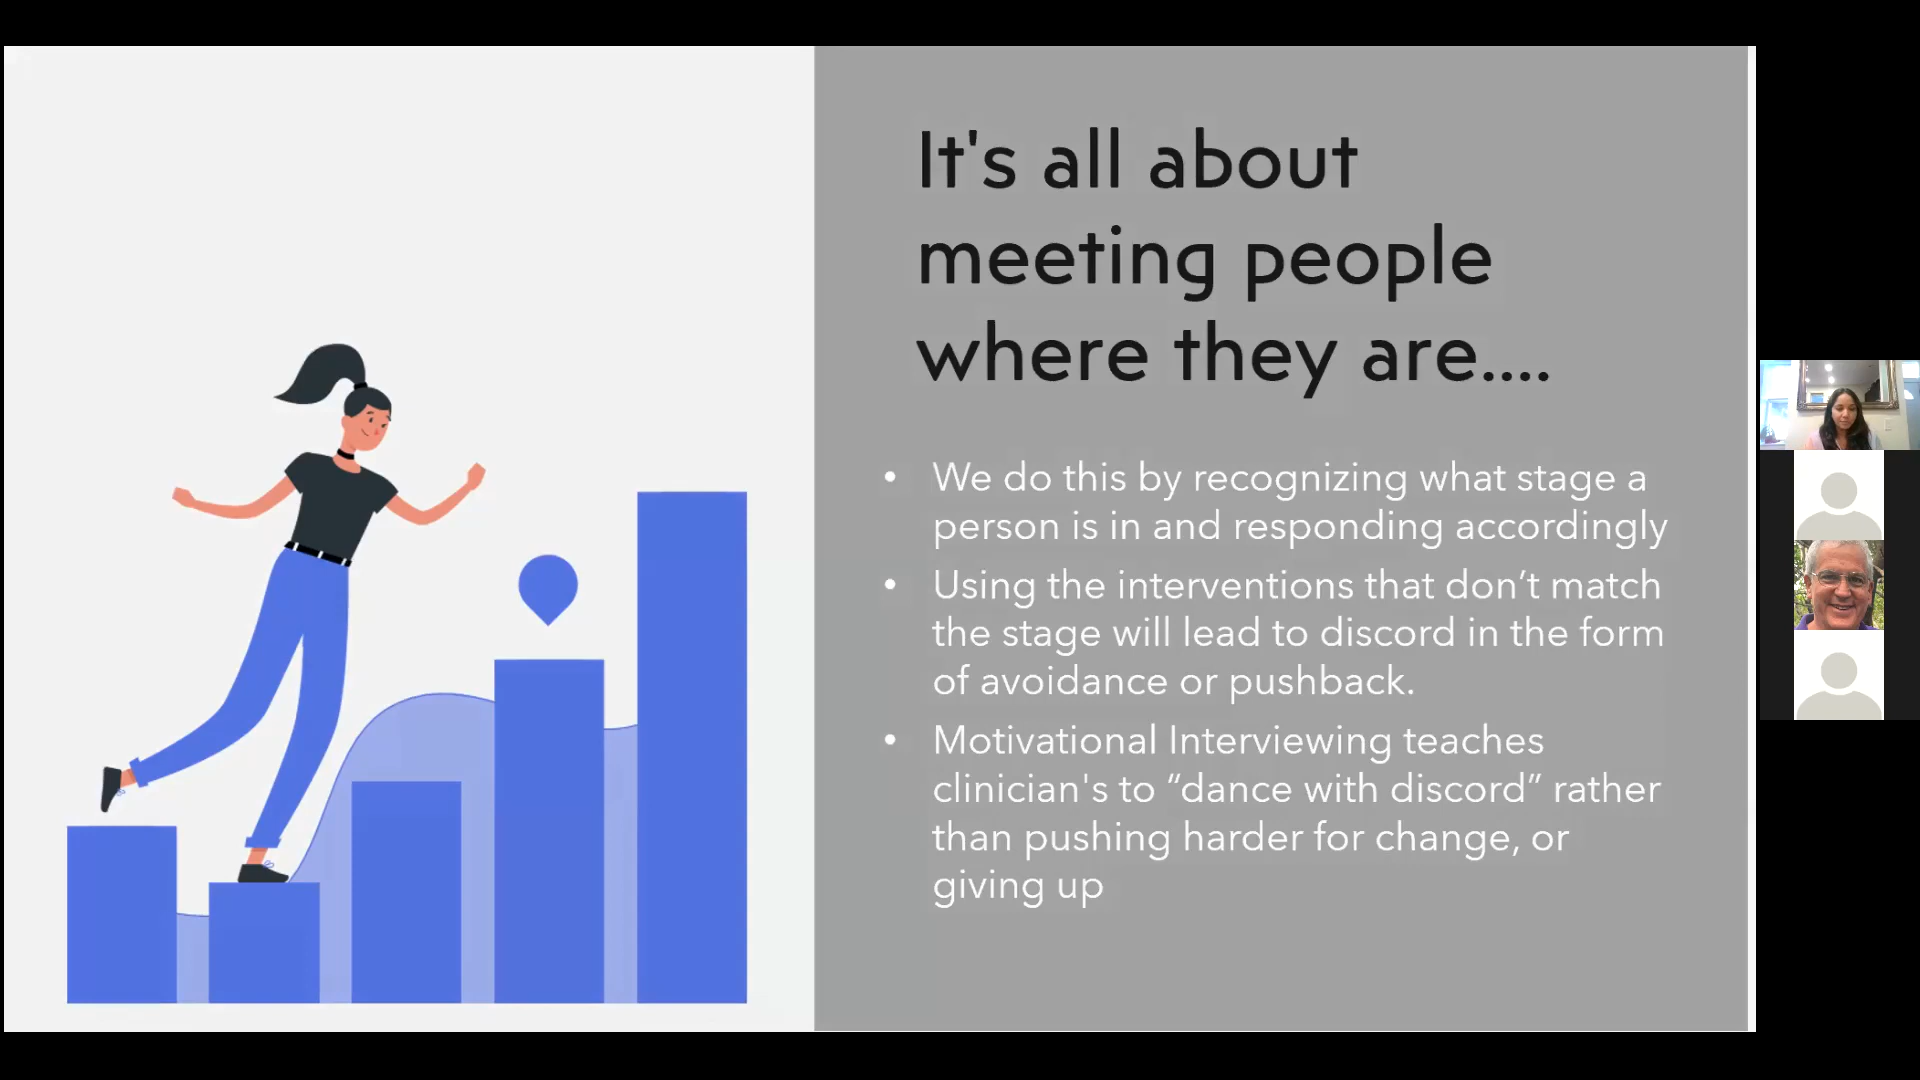 It's all about
meeting people
where they are....
• We do this by recognizing what stage a
person is in and responding accordingly
• Using the interventions that don’t match
the stage will lead to discord in the form
of avoidance or pushback.
• Motivational Interviewing teaches
clinician's to “dance with discord” rather
than pushing harder for change, or
giving up